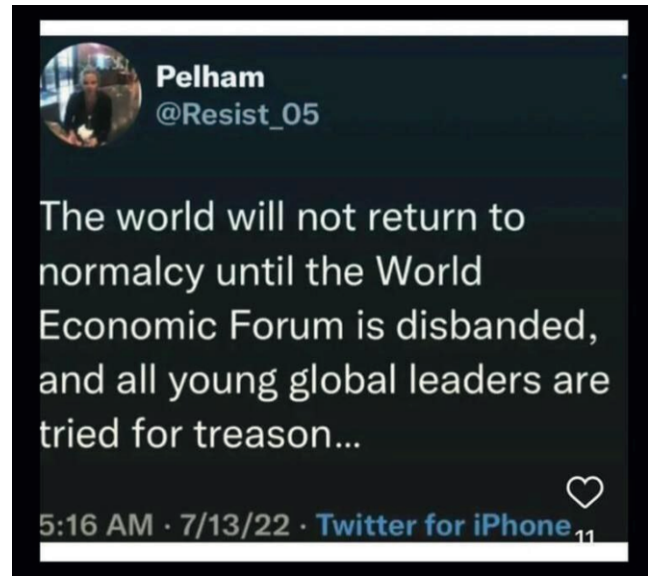 Pelham
@Resist_05
The world will not return to
normalcy until the World
Economic Forum is disbanded,
and all young global leaders are
tried for treason...
5:16 AM · 7/13/22 · Twitter for iPhone
11